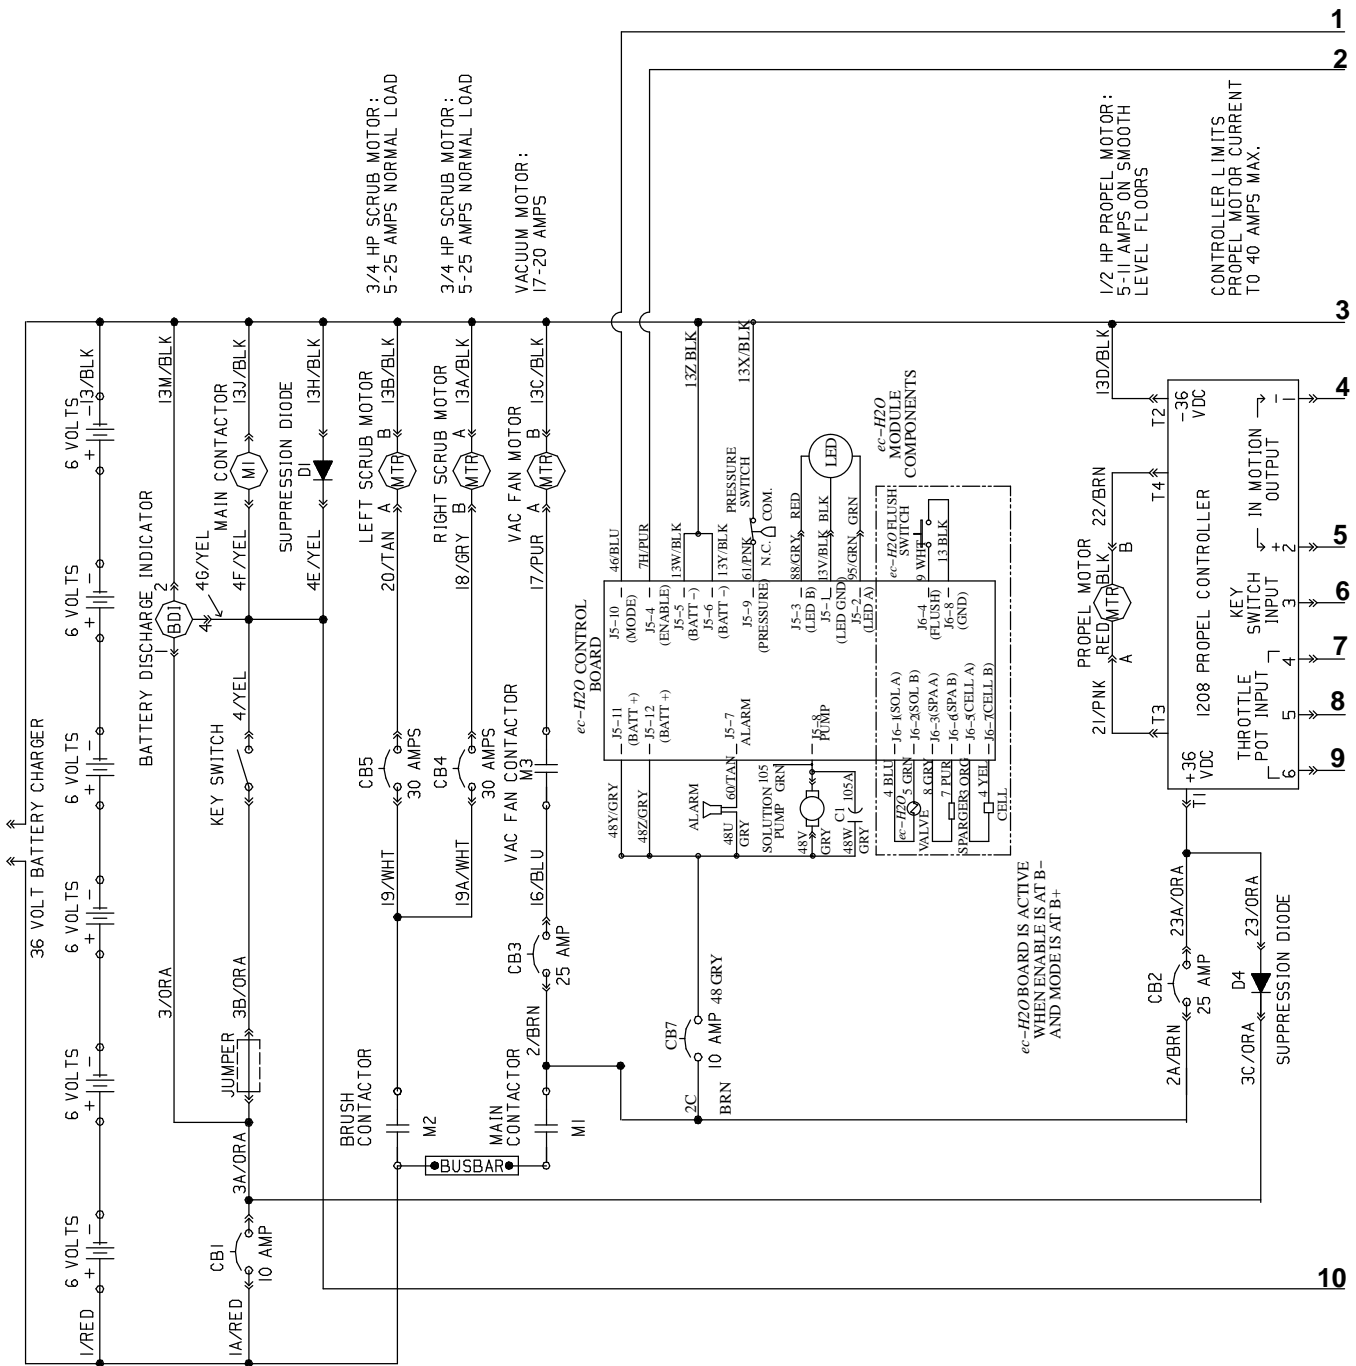 1
2
3
4
5
6
7
8
9
10
3/4 HP SCRUB MOTOR:
5-25 AMPS NORMAL LOAD
3/4 HP SCRUB MOTOR:
5-25 AMPS NORMAL LOAD
VACUUM MOTOR:
17-20 AMPS
1/2 HP PROPEL MOTOR:
5-11 AMPS ON SMOOTH
LEVEL FLOORS
CONTROLLER LIMITS
PROPEL MOTOR CURRENT
TO 40 AMPS MAX.
36 VOLT BATTERY CHARGER
13/BLK
6 VOLTS
- +
6 VOLTS
- +
6 VOLTS
- +
6 VOLTS
- +
6 VOLTS
- +
6 VOLTS
- +
1/RED
13M/BLK
BATTERY DISCHARGE INDICATOR
2
BDI
1
4
4G/YEL
3/ORA
13J/BLK
MAIN CONTACTOR
M1
4F/YEL
4/YEL
KEY SWITCH
3B/ORA
JUMPER
3A/ORA
CB1
10 AMP
1A/RED
13H/BLK
SUPPRESSION DIODE
D1
4E/YEL
13B/BLK
LEFT SCRUB MOTOR
B
MTR
A
20/TAN
CB5
30 AMPS
19/WHT
BRUSH
CONTACTOR
M2
BUSBAR
13A/BLK
RIGHT SCRUB MOTOR
A
MTR
B
18/GRY
CB4
30 AMPS
19A/WHT
13C/BLK
VAC FAN MOTOR
B
MTR
A
17/PUR
VAC FAN CONTACTOR
M3
16/BLU
CB3
25 AMP
2/BRN
MAIN
CONTACTOR
M1
ec-H2O CONTROL
BOARD
46/BLU
J5-10
(MODE)
7H/PUR
J5-4
(ENABLE)
13Z BLK
13W/BLK
J5-5
(BATT -)
13Y/BLK
J5-6
(BATT -)
13X/BLK
PRESSURE
SWITCH
COM.
N.C.
61/PNK
J5-9
(PRESSURE)
LED
RED
88/GRY
J5-3
(LED B)
BLK
13V/BLK
J5-1
(LED GND)
GRN
95/GRN
J5-2
(LED A)
ec-H2O
MODULE
COMPONENTS
ec-H2O FLUSH
SWITCH
9 WHT
13 BLK
J6-4
(FLUSH)
J6-8
(GND)
J5-11
(BATT +)
48Y/GRY
J5-12
(BATT +)
48Z/GRY
J5-7
ALARM
60/TAN
ALARM
48U
GRY
J5-8
PUMP
105
GRN
SOLUTION
PUMP
48V
GRY
105A
C1
48W
GRY
J6-1(SOL A)
J6-2(SOL B)
J6-3(SPA A)
J6-6(SPA B)
J6-5(CELL A)
J6-7(CELL B)
4 BLU
5 GRN
8 GRY
7 PUR
3 ORG
4 YEL
ec-H2O
VALVE
SPARGER
CELL
48 GRY
CB7
10 AMP
2C
BRN
ec-H2O BOARD IS ACTIVE
WHEN ENABLE IS AT B-
AND MODE IS AT B+
13D/BLK
T2
-36
VDC
22/BRN
T4
PROPEL MOTOR
B
BLK
MTR
RED
A
21/PNK
T3
+36
VDC
T1
1208 PROPEL CONTROLLER
IN MOTION
OUTPUT
- +
1
2
KEY
SWITCH
INPUT
3
THROTTLE
POT INPUT
4
5
6
23A/ORA
CB2
25 AMP
2A/BRN
23/ORA
D4
SUPPRESSION DIODE
3C/ORA